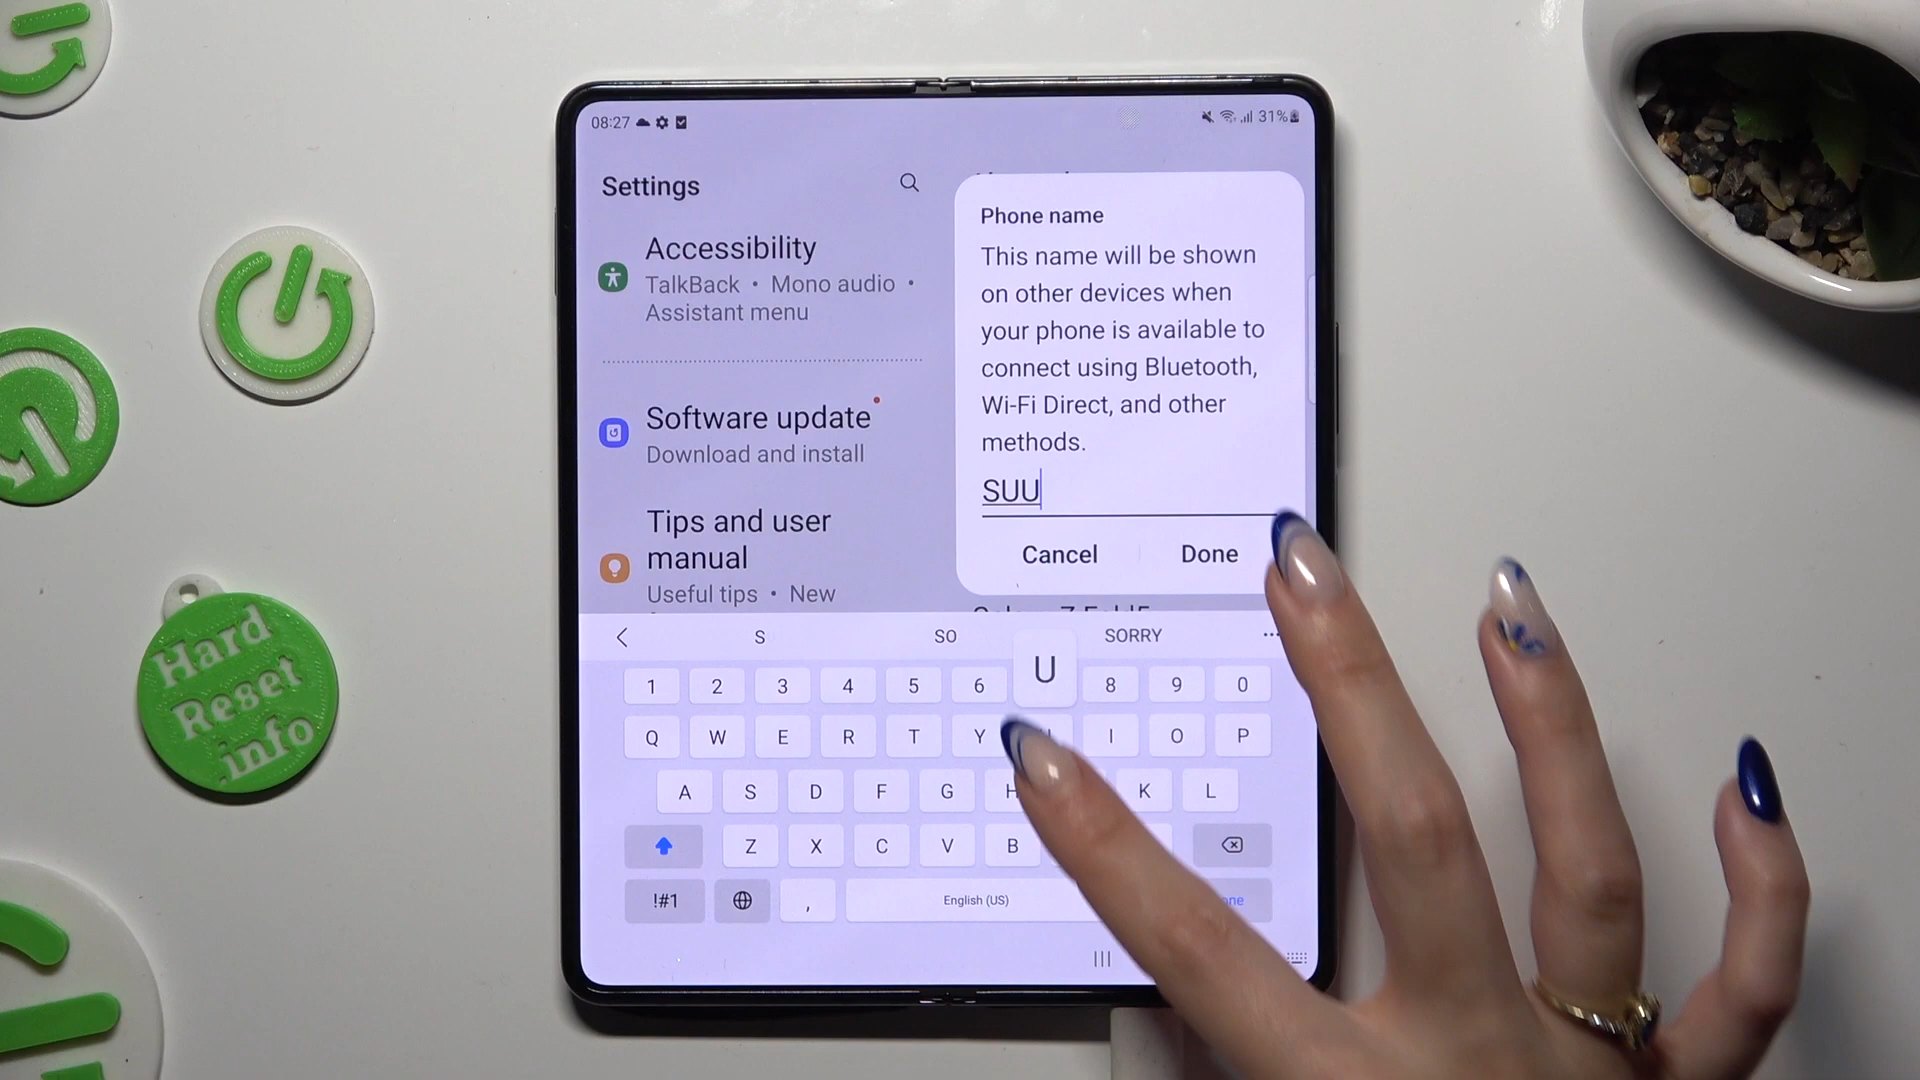 08:27
31%
Settings
Accessibility
TalkBack • Mono audio •
Assistant menu
Software update
Download and install
Tips and user
manual
Useful tips • New
Phone name
This name will be shown
on other devices when
your phone is available to
connect using Bluetooth,
Wi-Fi Direct, and other
methods.
SUU
Cancel Done
S SO SORRY
1 2 3 4 5 6 U 8 9 0
Q W E R T Y I O P
A S D F G H K L
Z X C V B
!#1 , English (US)
Hard
Reset
.info